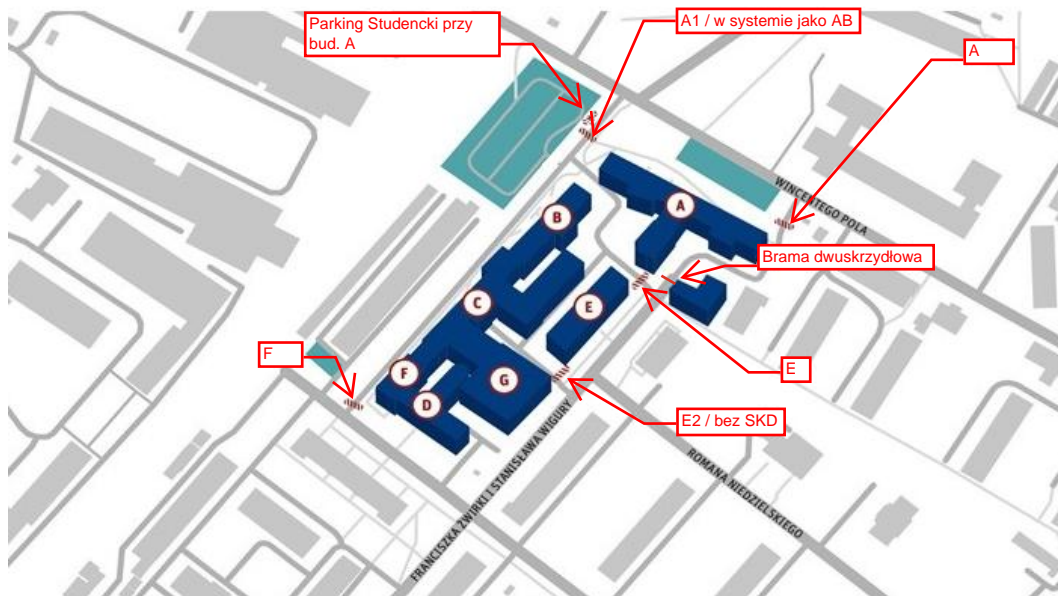 Parking Studencki przy
bud. A
A1 / w systemie jako AB
A
WINCENTEGO POLA
A
B
Brama dwuskrzydłowa
C
E
F
E
F
G
D
E2 / bez SKD
FRANCISZKA ŻWIRKI I STANISŁAWA WIGURY
ROMANA NIEDZIELSKIEGO